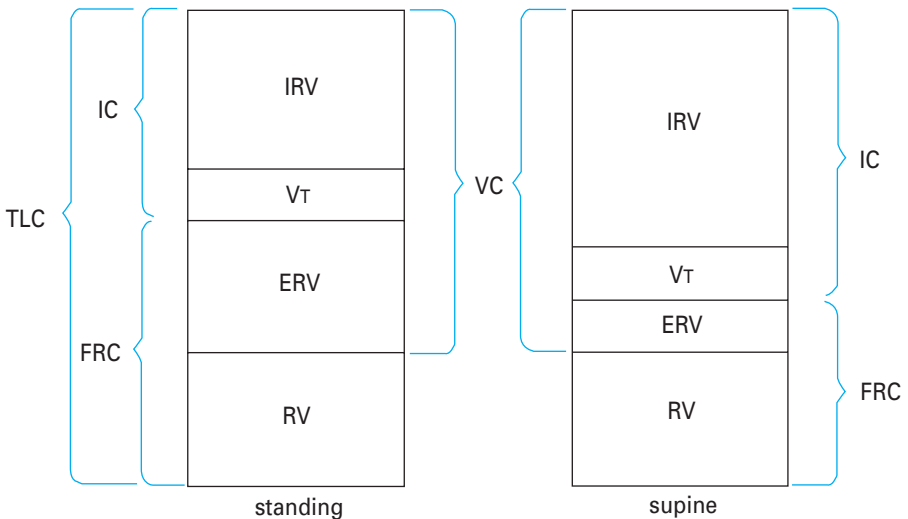 IRV
IC
VT
TLC
ERV
FRC
RV
standing
VC
IRV
IC
VT
ERV
RV
FRC
supine